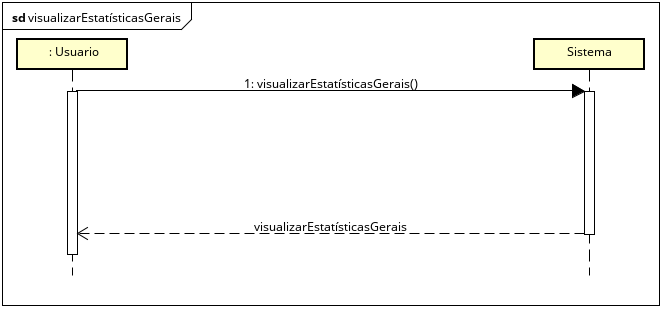 sd visualizarEstatísticasGerais
: Usuario
Sistema
1: visualizarEstatísticasGerais()
visualizarEstatísticasGerais